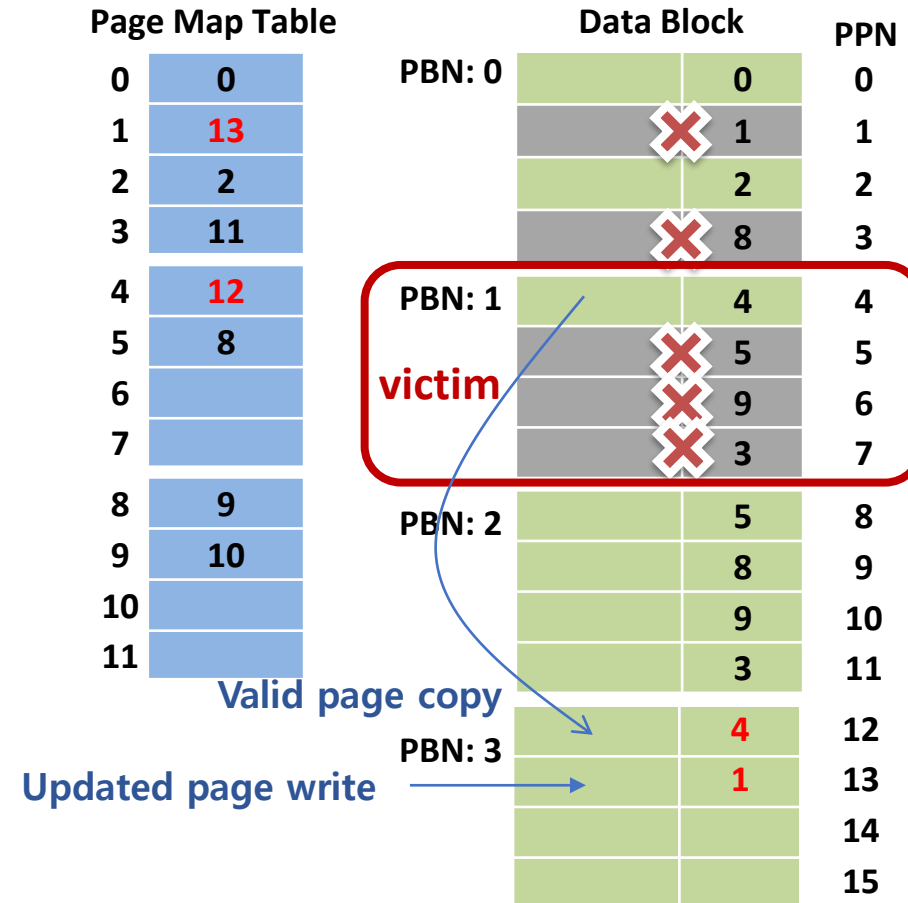 Page Map Table Data Block PPN
0 0 PBN: 0 0 0
1 13 1 1
2 2 2 2
3 11 8 3
4 12 PBN: 1 4 4
5 8 5 5
6 victim 9 6
7 3 7
8 9 PBN: 2 5 8
9 10 8 9
10 9 10
11 3 11
Valid page copy 4 12
PBN: 3
Updated page write 1 13
14
15